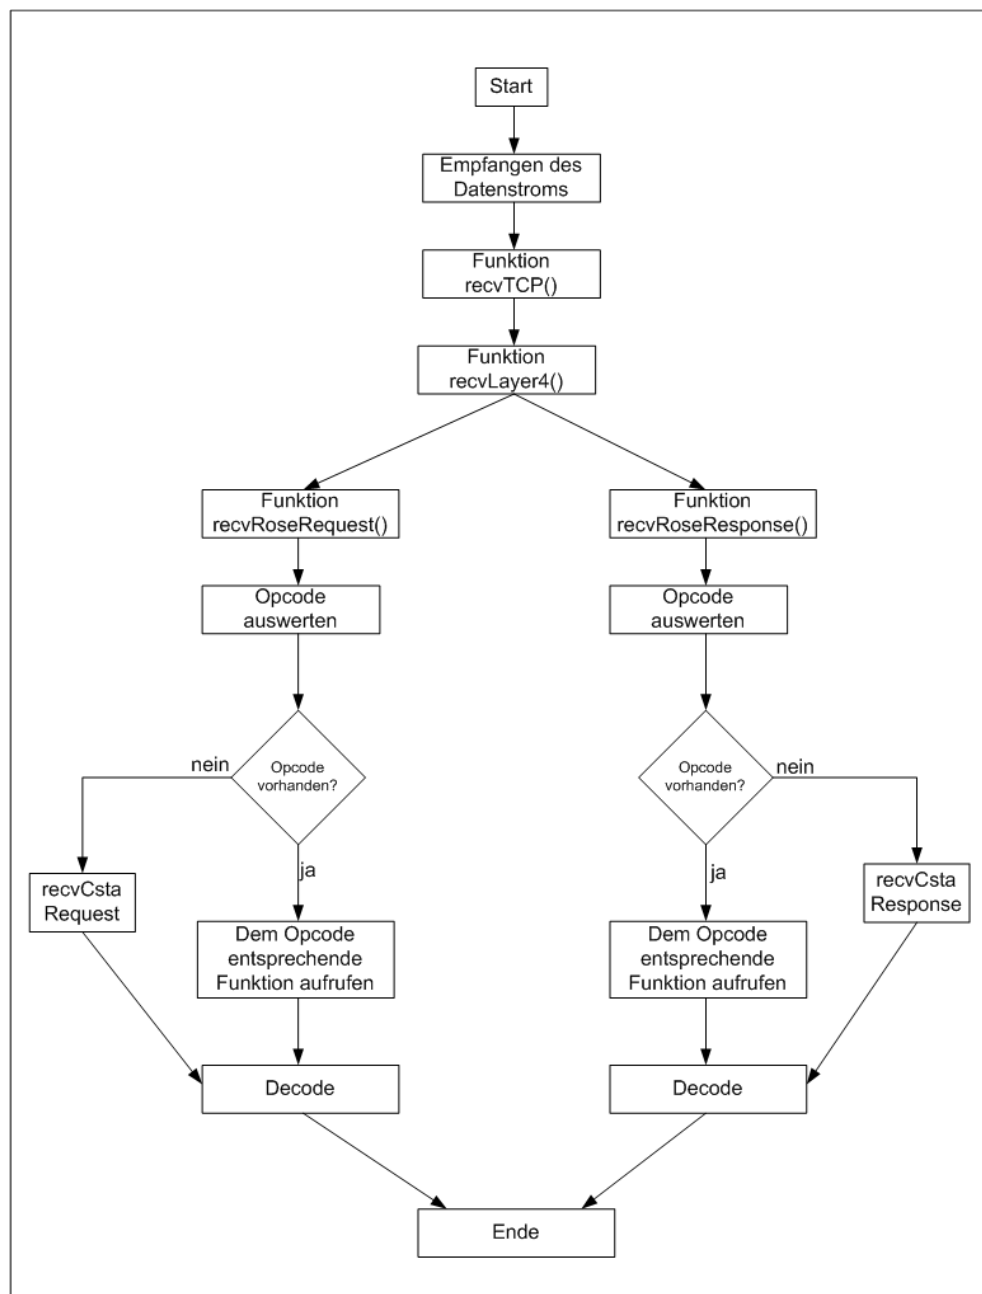 Start
Empfangen des
Datenstroms
Funktion
recvTCP()
Funktion
recvLayer4()
Funktion
recvRoseRequest()
Funktion
recvRoseResponse()
Opcode
auswerten
Opcode
auswerten
nein
Opcode
vorhanden?
Opcode
vorhanden?
nein
ja
ja
recvCsta
Request
recvCsta
Response
Dem Opcode
entsprechende
Funktion aufrufen
Dem Opcode
entsprechende
Funktion aufrufen
Decode
Decode
Ende